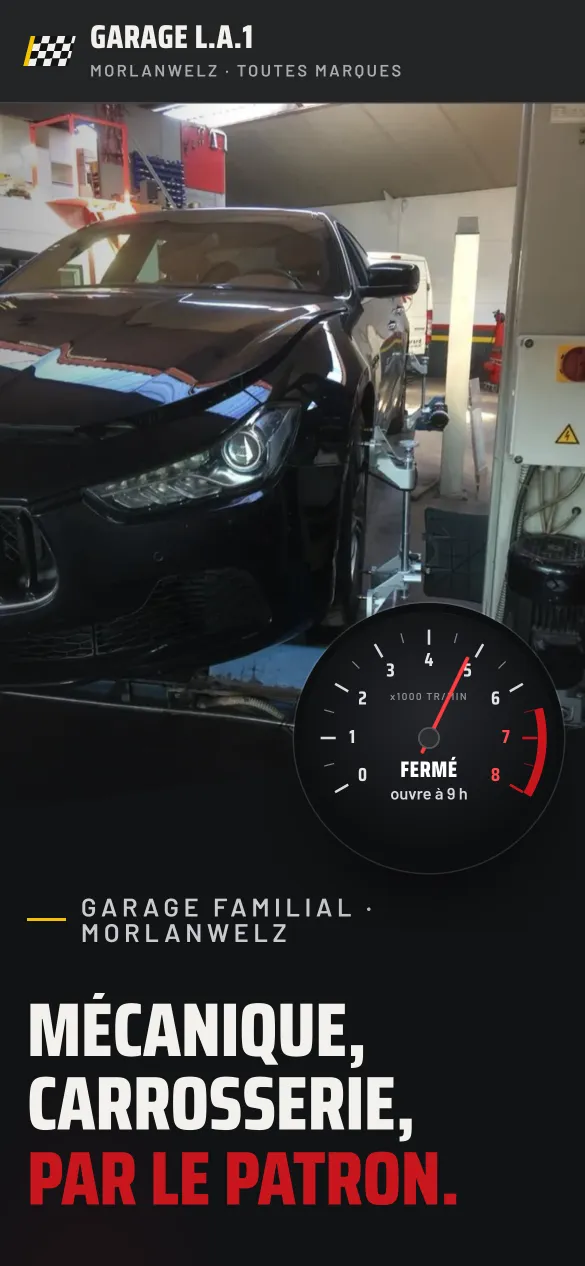 GARAGE L.A.1
MORLANWELZ · TOUTES MARQUES
0 1 2 3 4 5 6 7 8
x1000 TR/MIN
FERMÉ
ouvre à 9 h
GARAGE FAMILIAL ·
MORLANWELZ
MÉCANIQUE,
CARROSSERIE,
PAR LE PATRON.